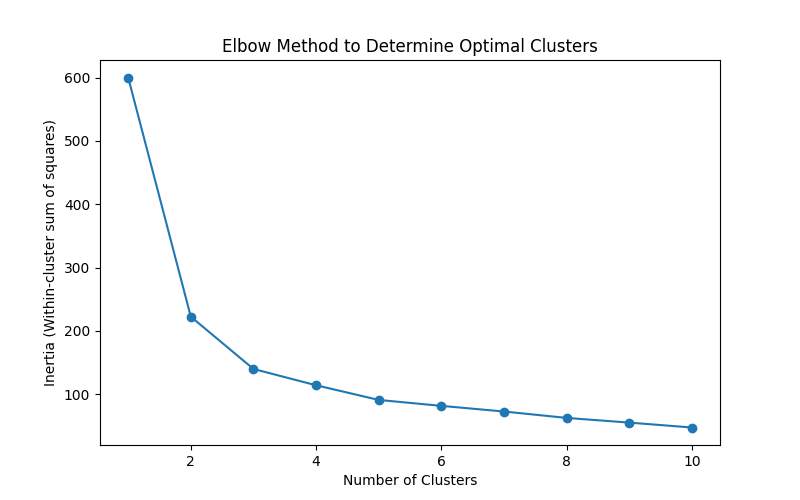 Elbow Method to Determine Optimal Clusters
600
500
400
300
200
100
Inertia (Within-cluster sum of squares)
2 4 6 8 10
Number of Clusters